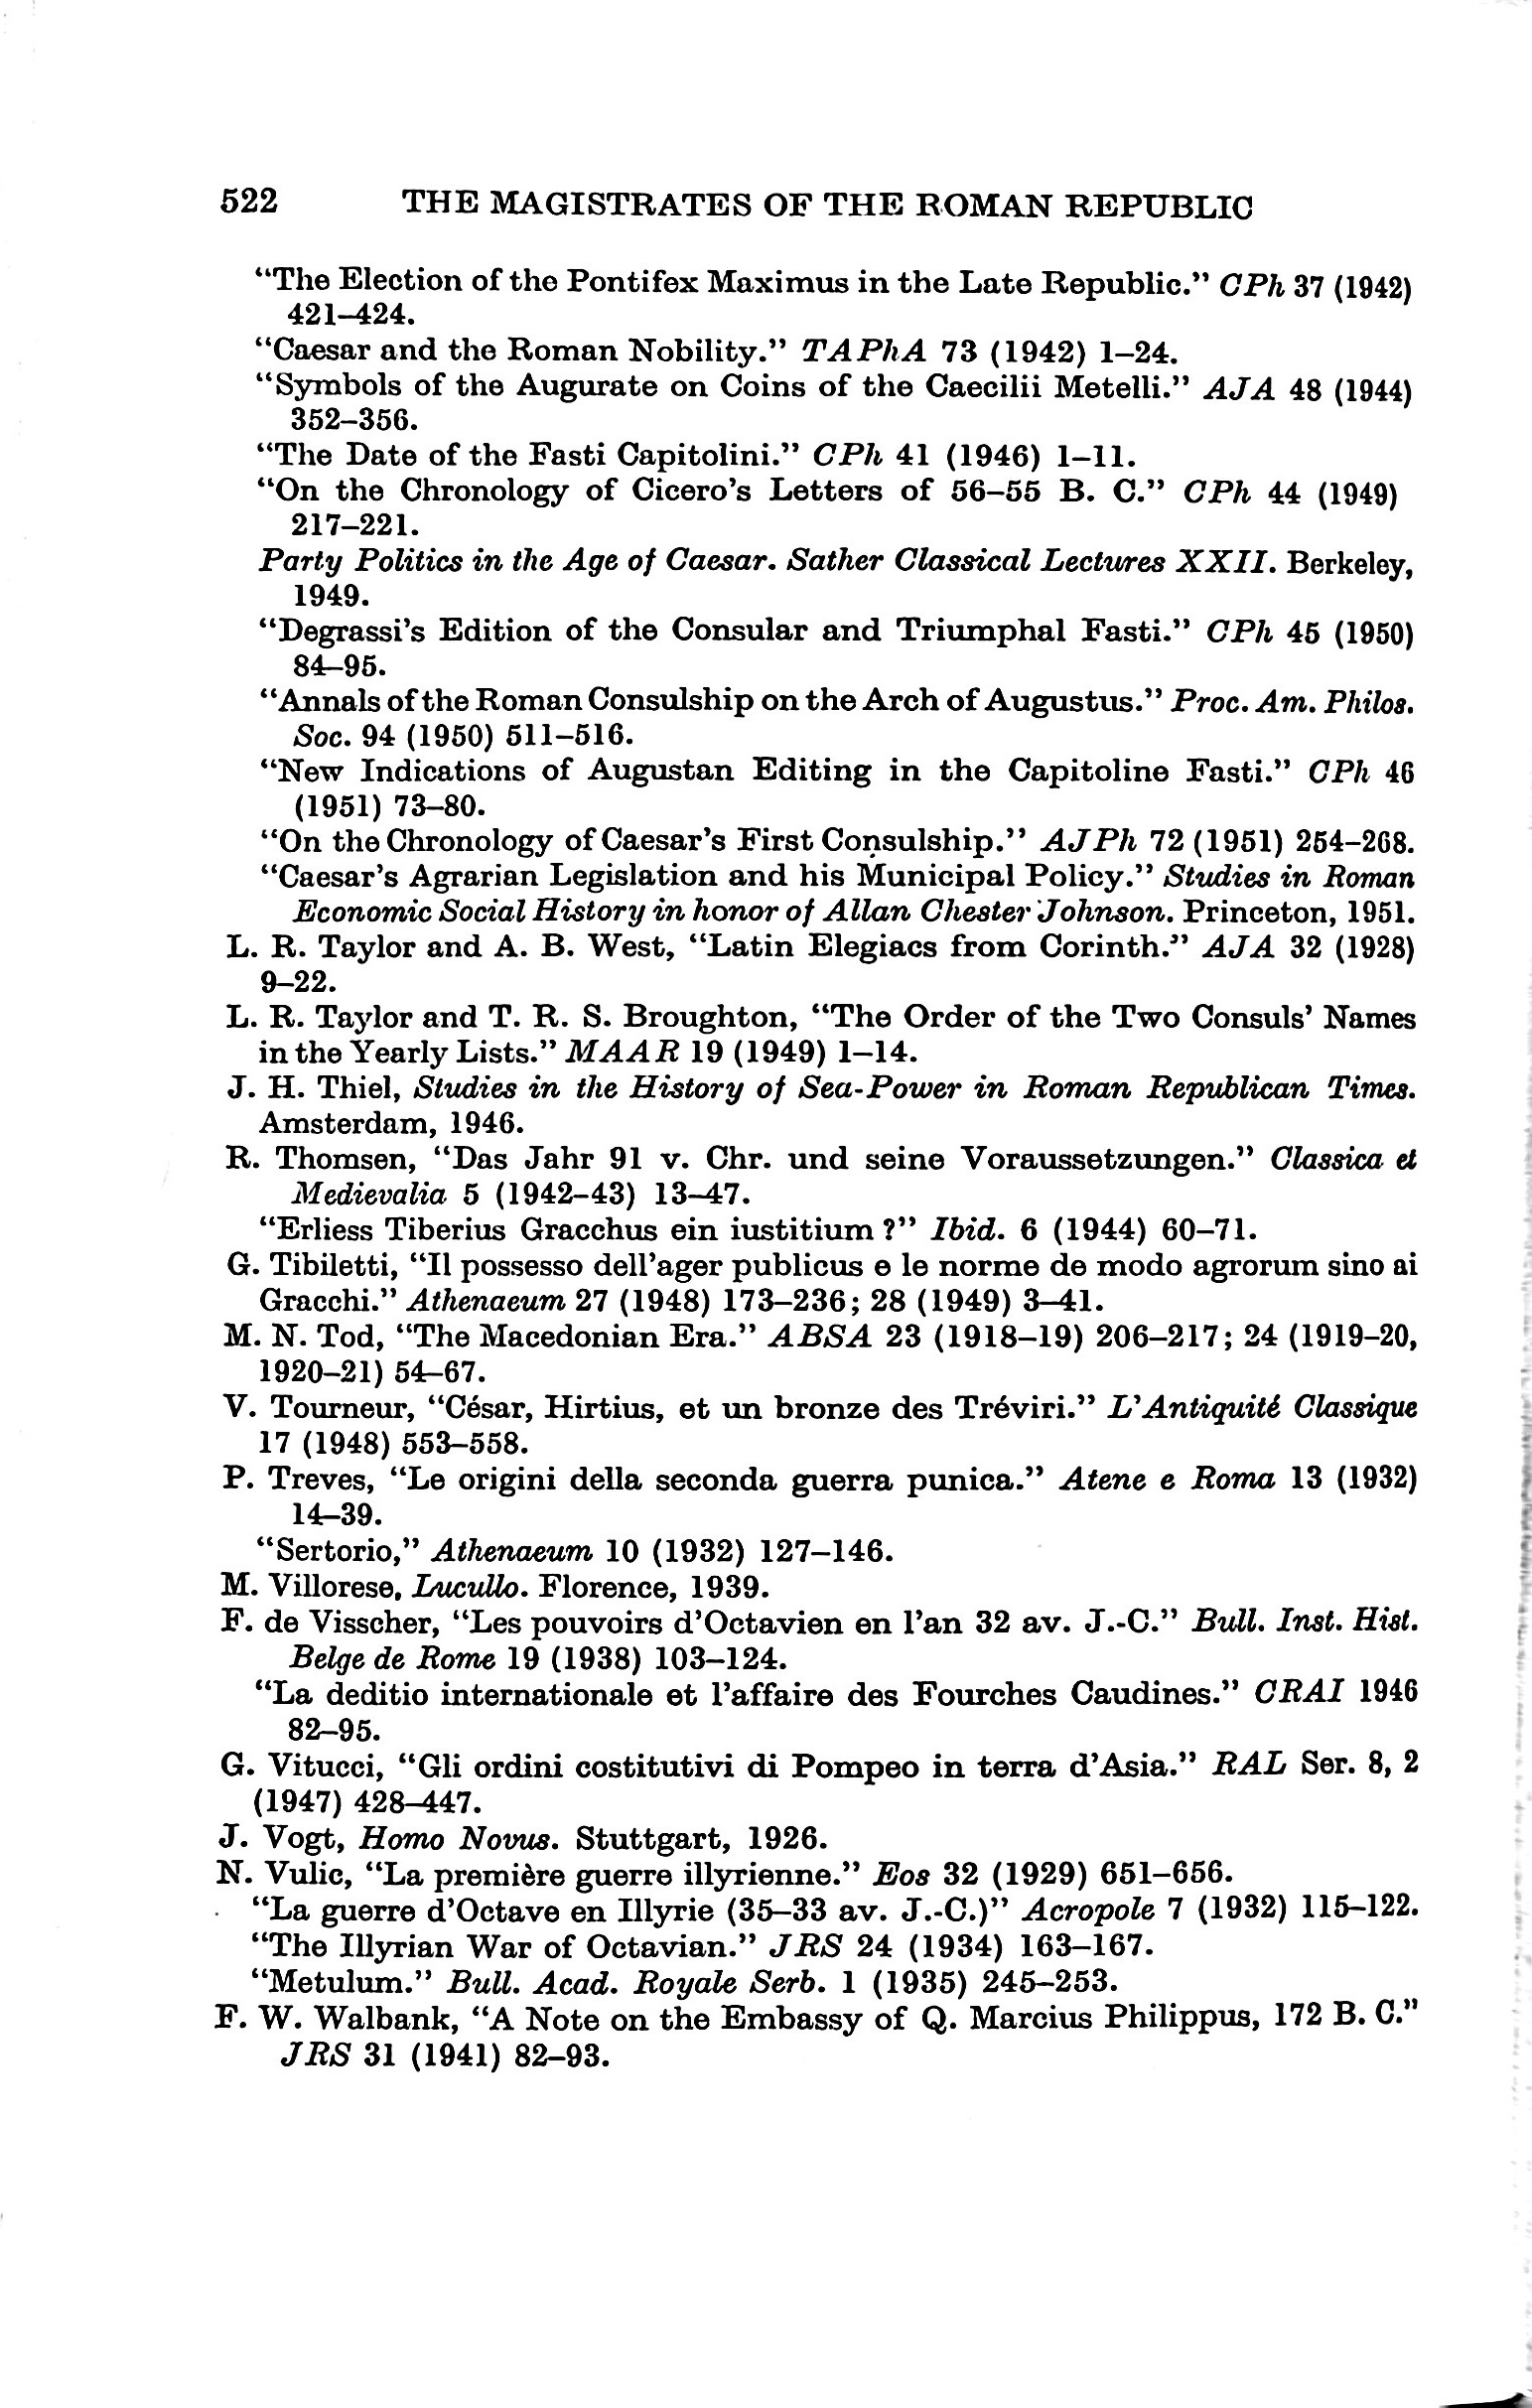 522 THE MAGISTRATES OF THE ROMAN REPUBLIC
“The Election of the Pontifex Maximus in the Late Republic.” CPh 37 (1942)
421–424.
“Caesar and the Roman Nobility.” TAPhA 73 (1942) 1–24.
“Symbols of the Augurate on Coins of the Caecilii Metelli.” AJA 48 (1944)
352–356.
“The Date of the Fasti Capitolini.” CPh 41 (1946) 1–11.
“On the Chronology of Cicero’s Letters of 56–55 B. C.” CPh 44 (1949)
217–221.
Party Politics in the Age of Caesar. Sather Classical Lectures XXII. Berkeley,
1949.
“Degrassi’s Edition of the Consular and Triumphal Fasti.” CPh 45 (1950)
84–95.
“Annals of the Roman Consulship on the Arch of Augustus.” Proc. Am. Philos.
Soc. 94 (1950) 511–516.
“New Indications of Augustan Editing in the Capitoline Fasti.” CPh 46
(1951) 73–80.
“On the Chronology of Caesar’s First Consulship.” AJPh 72 (1951) 254–268.
“Caesar’s Agrarian Legislation and his Municipal Policy.” Studies in Roman
Economic Social History in honor of Allan Chester Johnson. Princeton, 1951.
L. R. Taylor and A. B. West, “Latin Elegiacs from Corinth.” AJA 32 (1928)
9–22.
L. R. Taylor and T. R. S. Broughton, “The Order of the Two Consuls’ Names
in the Yearly Lists.” MAAR 19 (1949) 1–14.
J. H. Thiel, Studies in the History of Sea-Power in Roman Republican Times.
Amsterdam, 1946.
R. Thomsen, “Das Jahr 91 v. Chr. und seine Voraussetzungen.” Classica et
Medievalia 5 (1942–43) 13–47.
“Erliess Tiberius Gracchus ein iustitium ?” Ibid. 6 (1944) 60–71.
G. Tibiletti, “Il possesso dell’ager publicus e le norme de modo agrorum sino ai
Gracchi.” Athenaeum 27 (1948) 173–236; 28 (1949) 3–41.
M. N. Tod, “The Macedonian Era.” ABSA 23 (1918–19) 206–217; 24 (1919–20,
1920–21) 54–67.
V. Tourneur, “César, Hirtius, et un bronze des Tréviri.” L’Antiquité Classique
17 (1948) 553–558.
P. Treves, “Le origini della seconda guerra punica.” Atene e Roma 13 (1932)
14–39.
“Sertorio,” Athenaeum 10 (1932) 127–146.
M. Villorese, Lucullo. Florence, 1939.
F. de Visscher, “Les pouvoirs d’Octavien en l’an 32 av. J.-C.” Bull. Inst. Hist.
Belge de Rome 19 (1938) 103–124.
“La deditio internationale et l’affaire des Fourches Caudines.” CRAI 1946
82–95.
G. Vitucci, “Gli ordini costitutivi di Pompeo in terra d’Asia.” RAL Ser. 8, 2
(1947) 428–447.
J. Vogt, Homo Novus. Stuttgart, 1926.
N. Vulic, “La première guerre illyrienne.” Eos 32 (1929) 651–656.
“La guerre d’Octave en Illyrie (35–33 av. J.-C.)” Acropole 7 (1932) 115–122.
“The Illyrian War of Octavian.” JRS 24 (1934) 163–167.
“Metulum.” Bull. Acad. Royale Serb. 1 (1935) 245–253.
F. W. Walbank, “A Note on the Embassy of Q. Marcius Philippus, 172 B. C.”
JRS 31 (1941) 82–93.